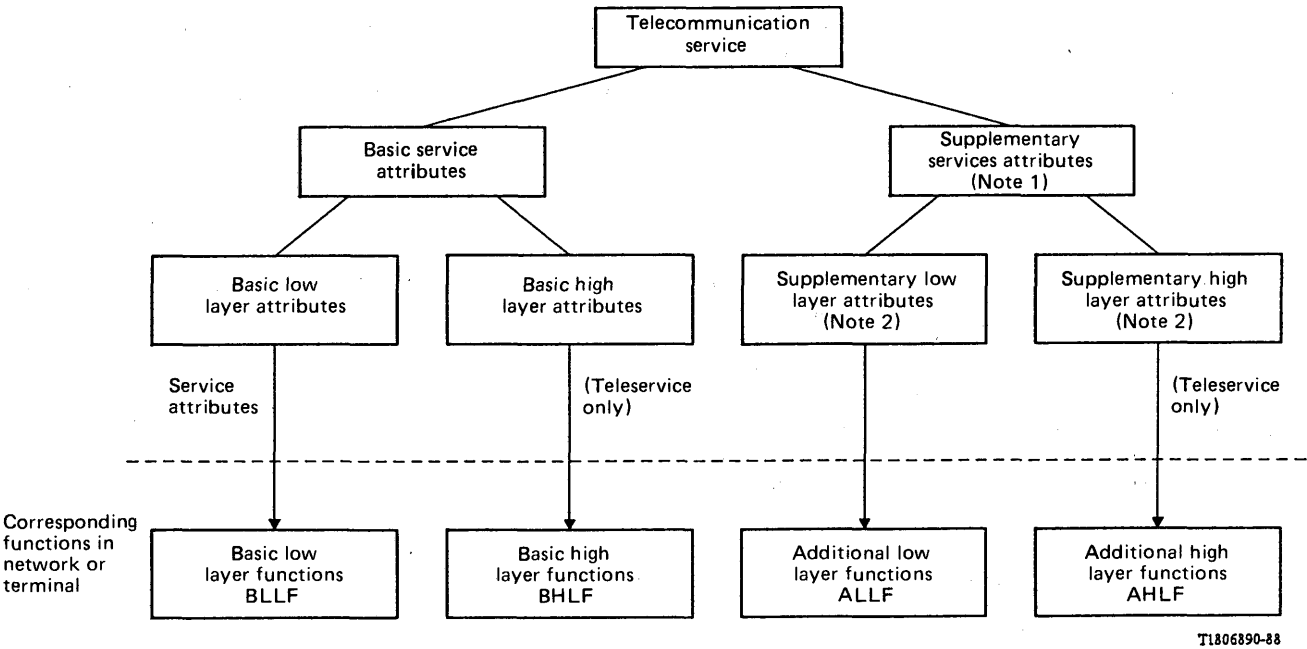 Telecommunication
service
Basic service
attributes
Supplementary
services attributes
(Note 1)
Basic low
layer attributes
Basic high
layer attributes
Supplementary low
layer attributes
(Note 2)
Supplementary high
layer attributes
(Note 2)
Service
attributes
(Teleservice
only)
(Teleservice
only)
Corresponding
functions in
network or
terminal
Basic low
layer functions
BLLF
Basic high
layer functions
BHLF
Additional low
layer functions
ALLF
Additional high
layer functions
AHLF
T1806890-88